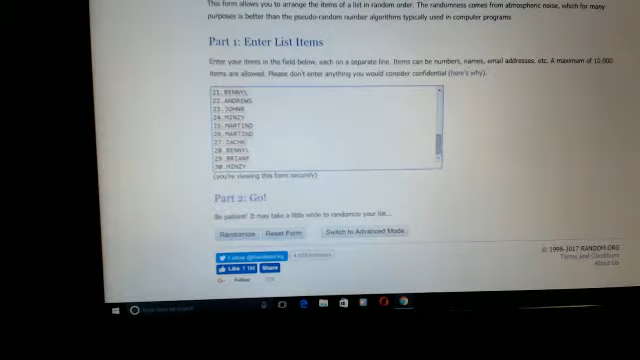 This form allows you to arrange the items of a list in random order. The randomness comes from atmospheric noise, which for many
purposes is better than the pseudo-random number algorithms typically used in computer programs
Part 1: Enter List Items
Enter your items in the field below, each on a separate line. Items can be numbers, names, email addresses, etc. A maximum of 10,000
items are allowed. Please don't enter anything you would consider confidential (here's why).
21.BENNYL
22.ANDREWS
23.JOHNR
24.MINZY
25.MARTIND
26.MARTIND
27.ZACHK
28.BENNYL
29.BRIANF
30.MINZY
(you're viewing this form securely)
Part 2: Go!
Be patient! It may take a little while to randomize your list...
Randomize Reset Form Switch to Advanced Mode
© 1998-2017 RANDOM.ORG
Follow @RandomOrg followers
Terms and Conditions
Like 1.1M Share
About Us
G+ Follow